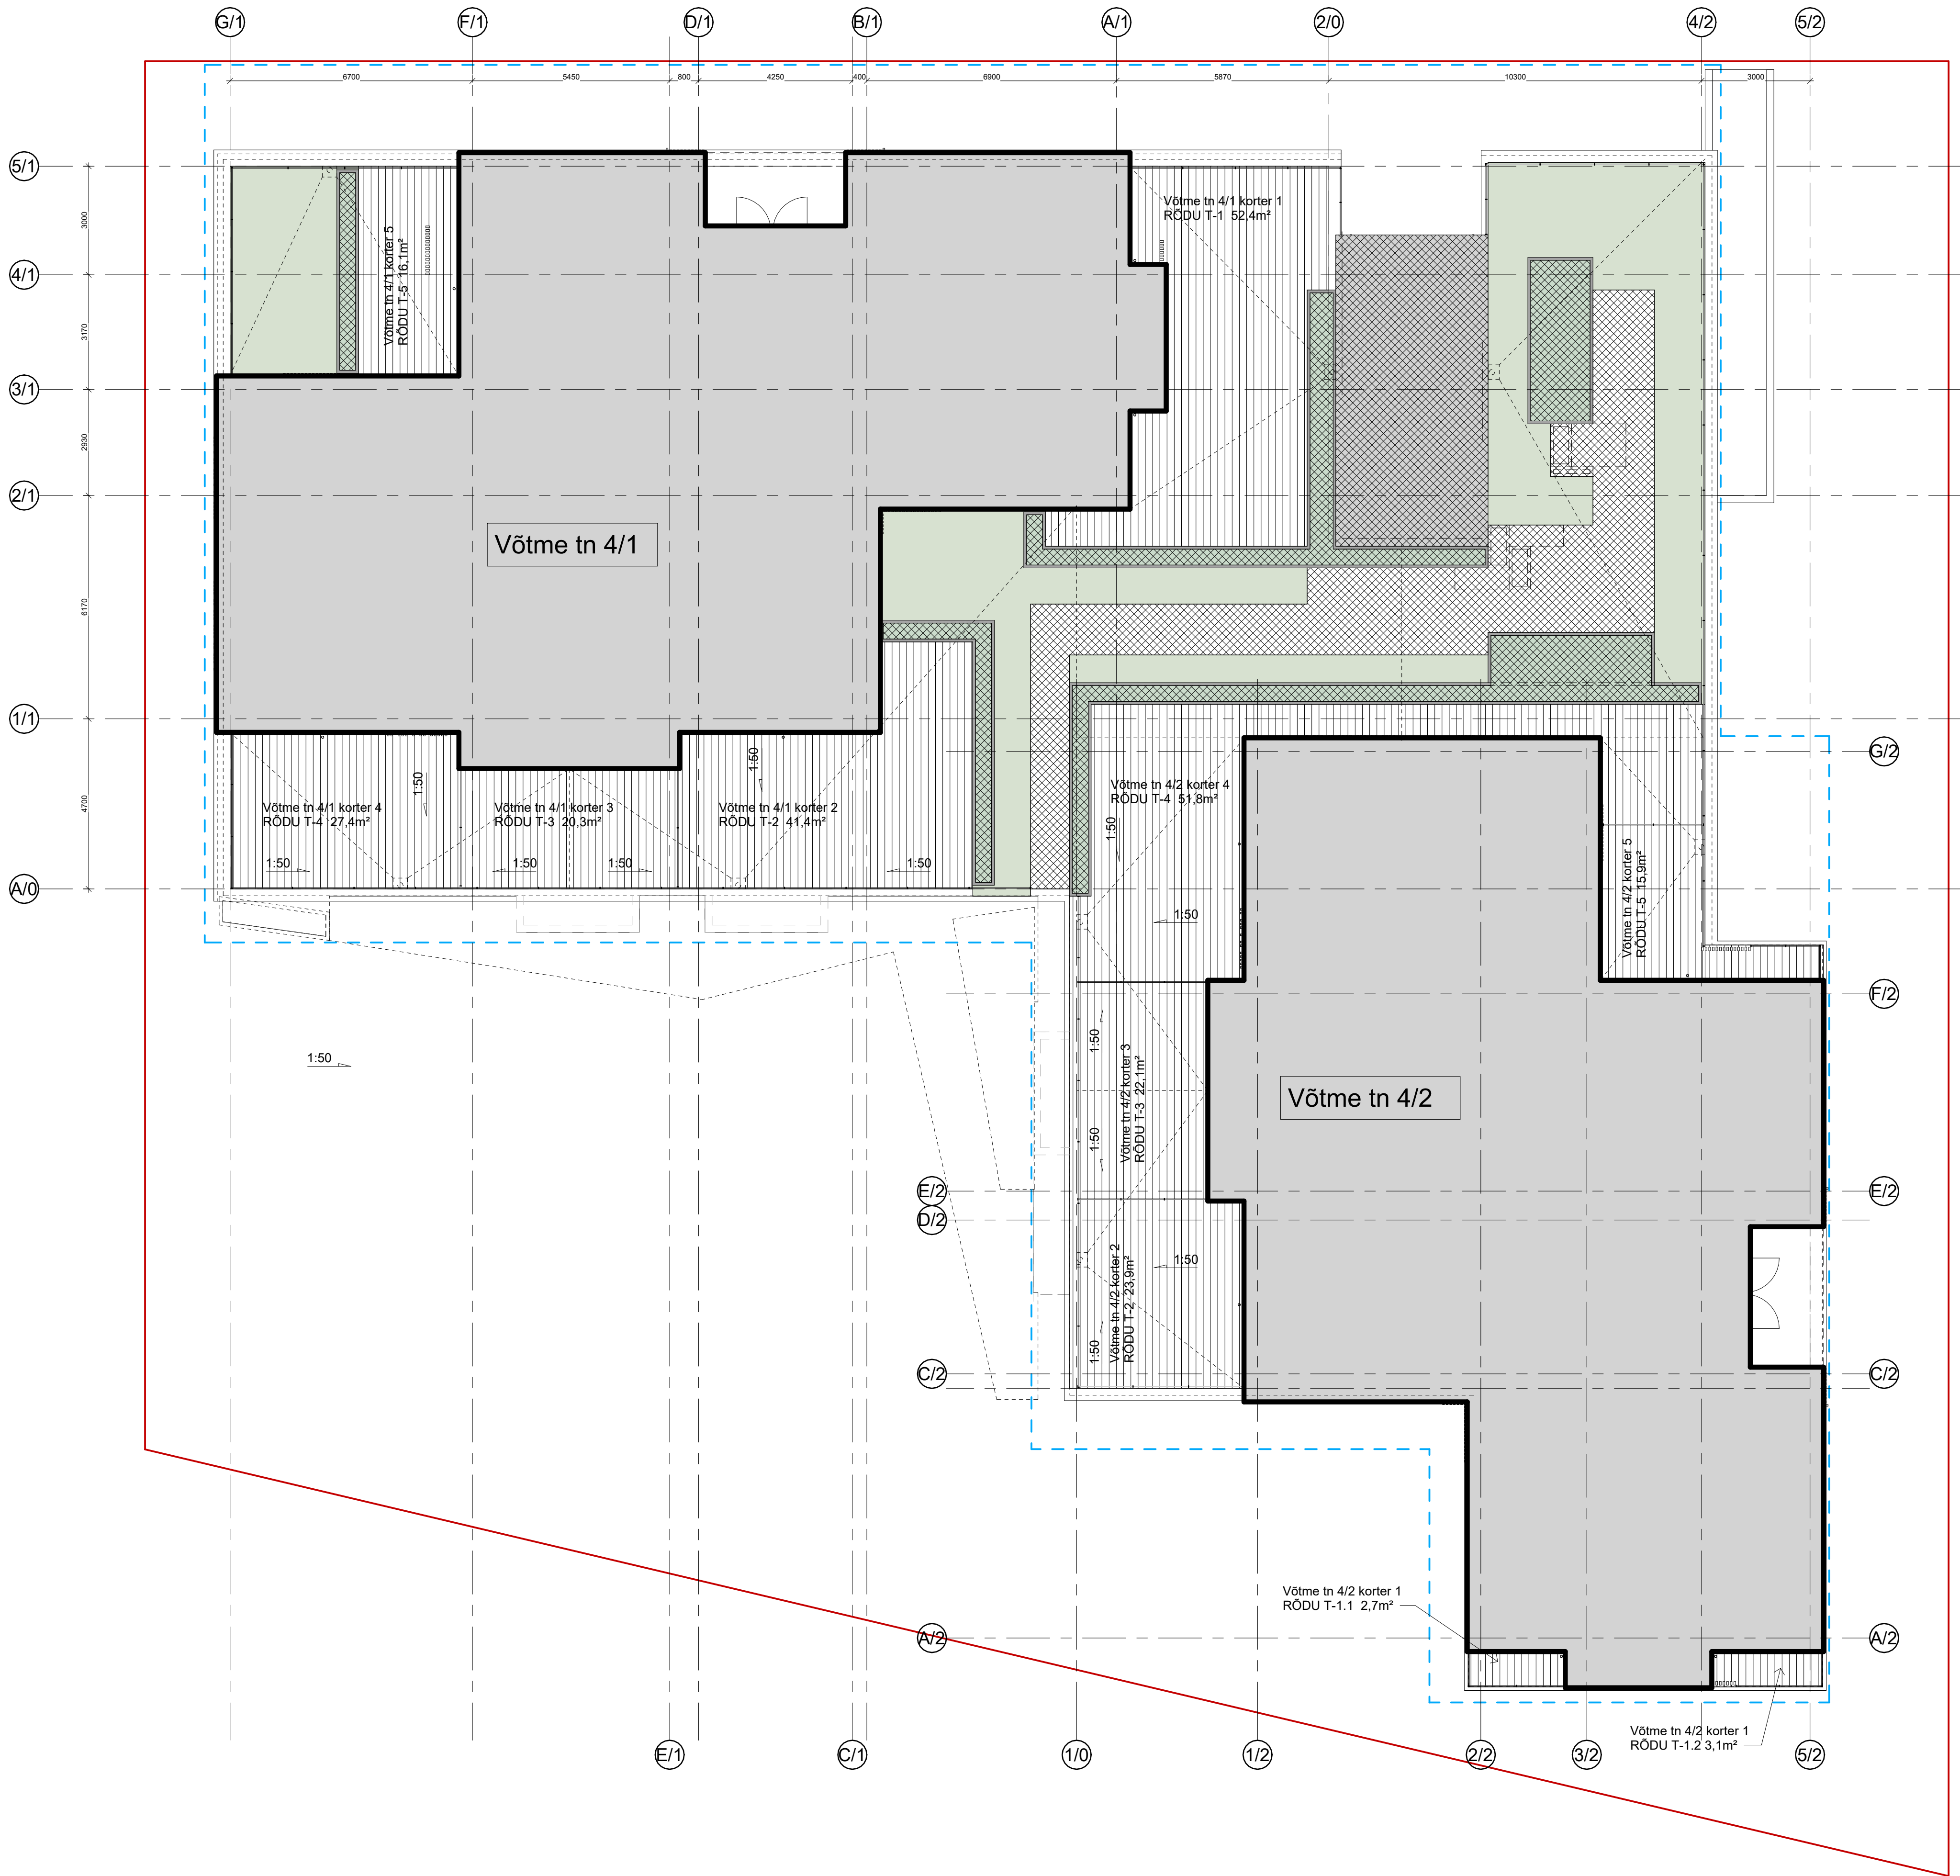 G/1
F/1
D/1
B/1
A/1
2/0
4/2
5/2
6700
5450
800
4250
400
6900
5870
10300
3000
5/1
4/1
3/1
2/1
1/1
A/0
3000
3170
2930
6170
4700
Võtme tn 4/1 korter 5
RÕDU T-5 16,1m²
Võtme tn 4/1 korter 1
RÕDU T-1 52,4m²
Võtme tn 4/1
Võtme tn 4/1 korter 4
RÕDU T-4 27,4m²
1:50
1:50
Võtme tn 4/1 korter 3
RÕDU T-3 20,3m²
1:50
1:50
Võtme tn 4/1 korter 2
RÕDU T-2 41,4m²
1:50
1:50
1:50
G/2
Võtme tn 4/2 korter 4
RÕDU T-4 51,8m²
1:50
1:50
Võtme tn 4/2 korter 5
RÕDU T-5 15,9m²
F/2
1:50
Võtme tn 4/2 korter 3
RÕDU T-3 22,1m²
1:50
Võtme tn 4/2
E/2
E/2
D/2
Võtme tn 4/2 korter 2
RÕDU T-2 23,9m²
1:50
1:50
C/2
C/2
Võtme tn 4/2 korter 1
RÕDU T-1.1 2,7m²
A/2
A/2
Võtme tn 4/2 korter 1
RÕDU T-1.2 3,1m²
E/1
C/1
1/0
1/2
2/2
3/2
5/2